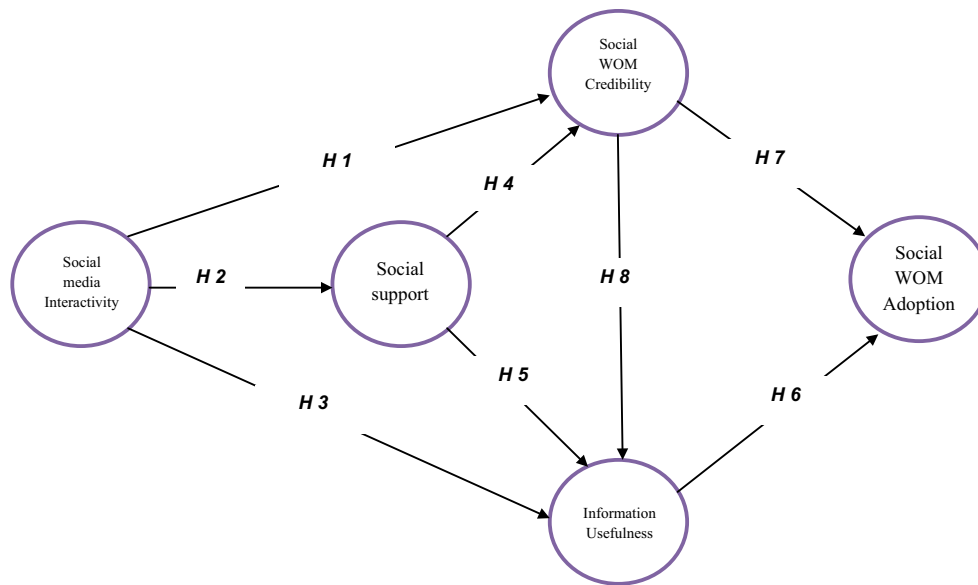 Social
WOM
Credibility
H 1
H 7
H 4
Social
media
Interactivity
H 2
Social
support
H 8
Social
WOM
Adoption
H 3
H 5
H 6
Information
Usefulness